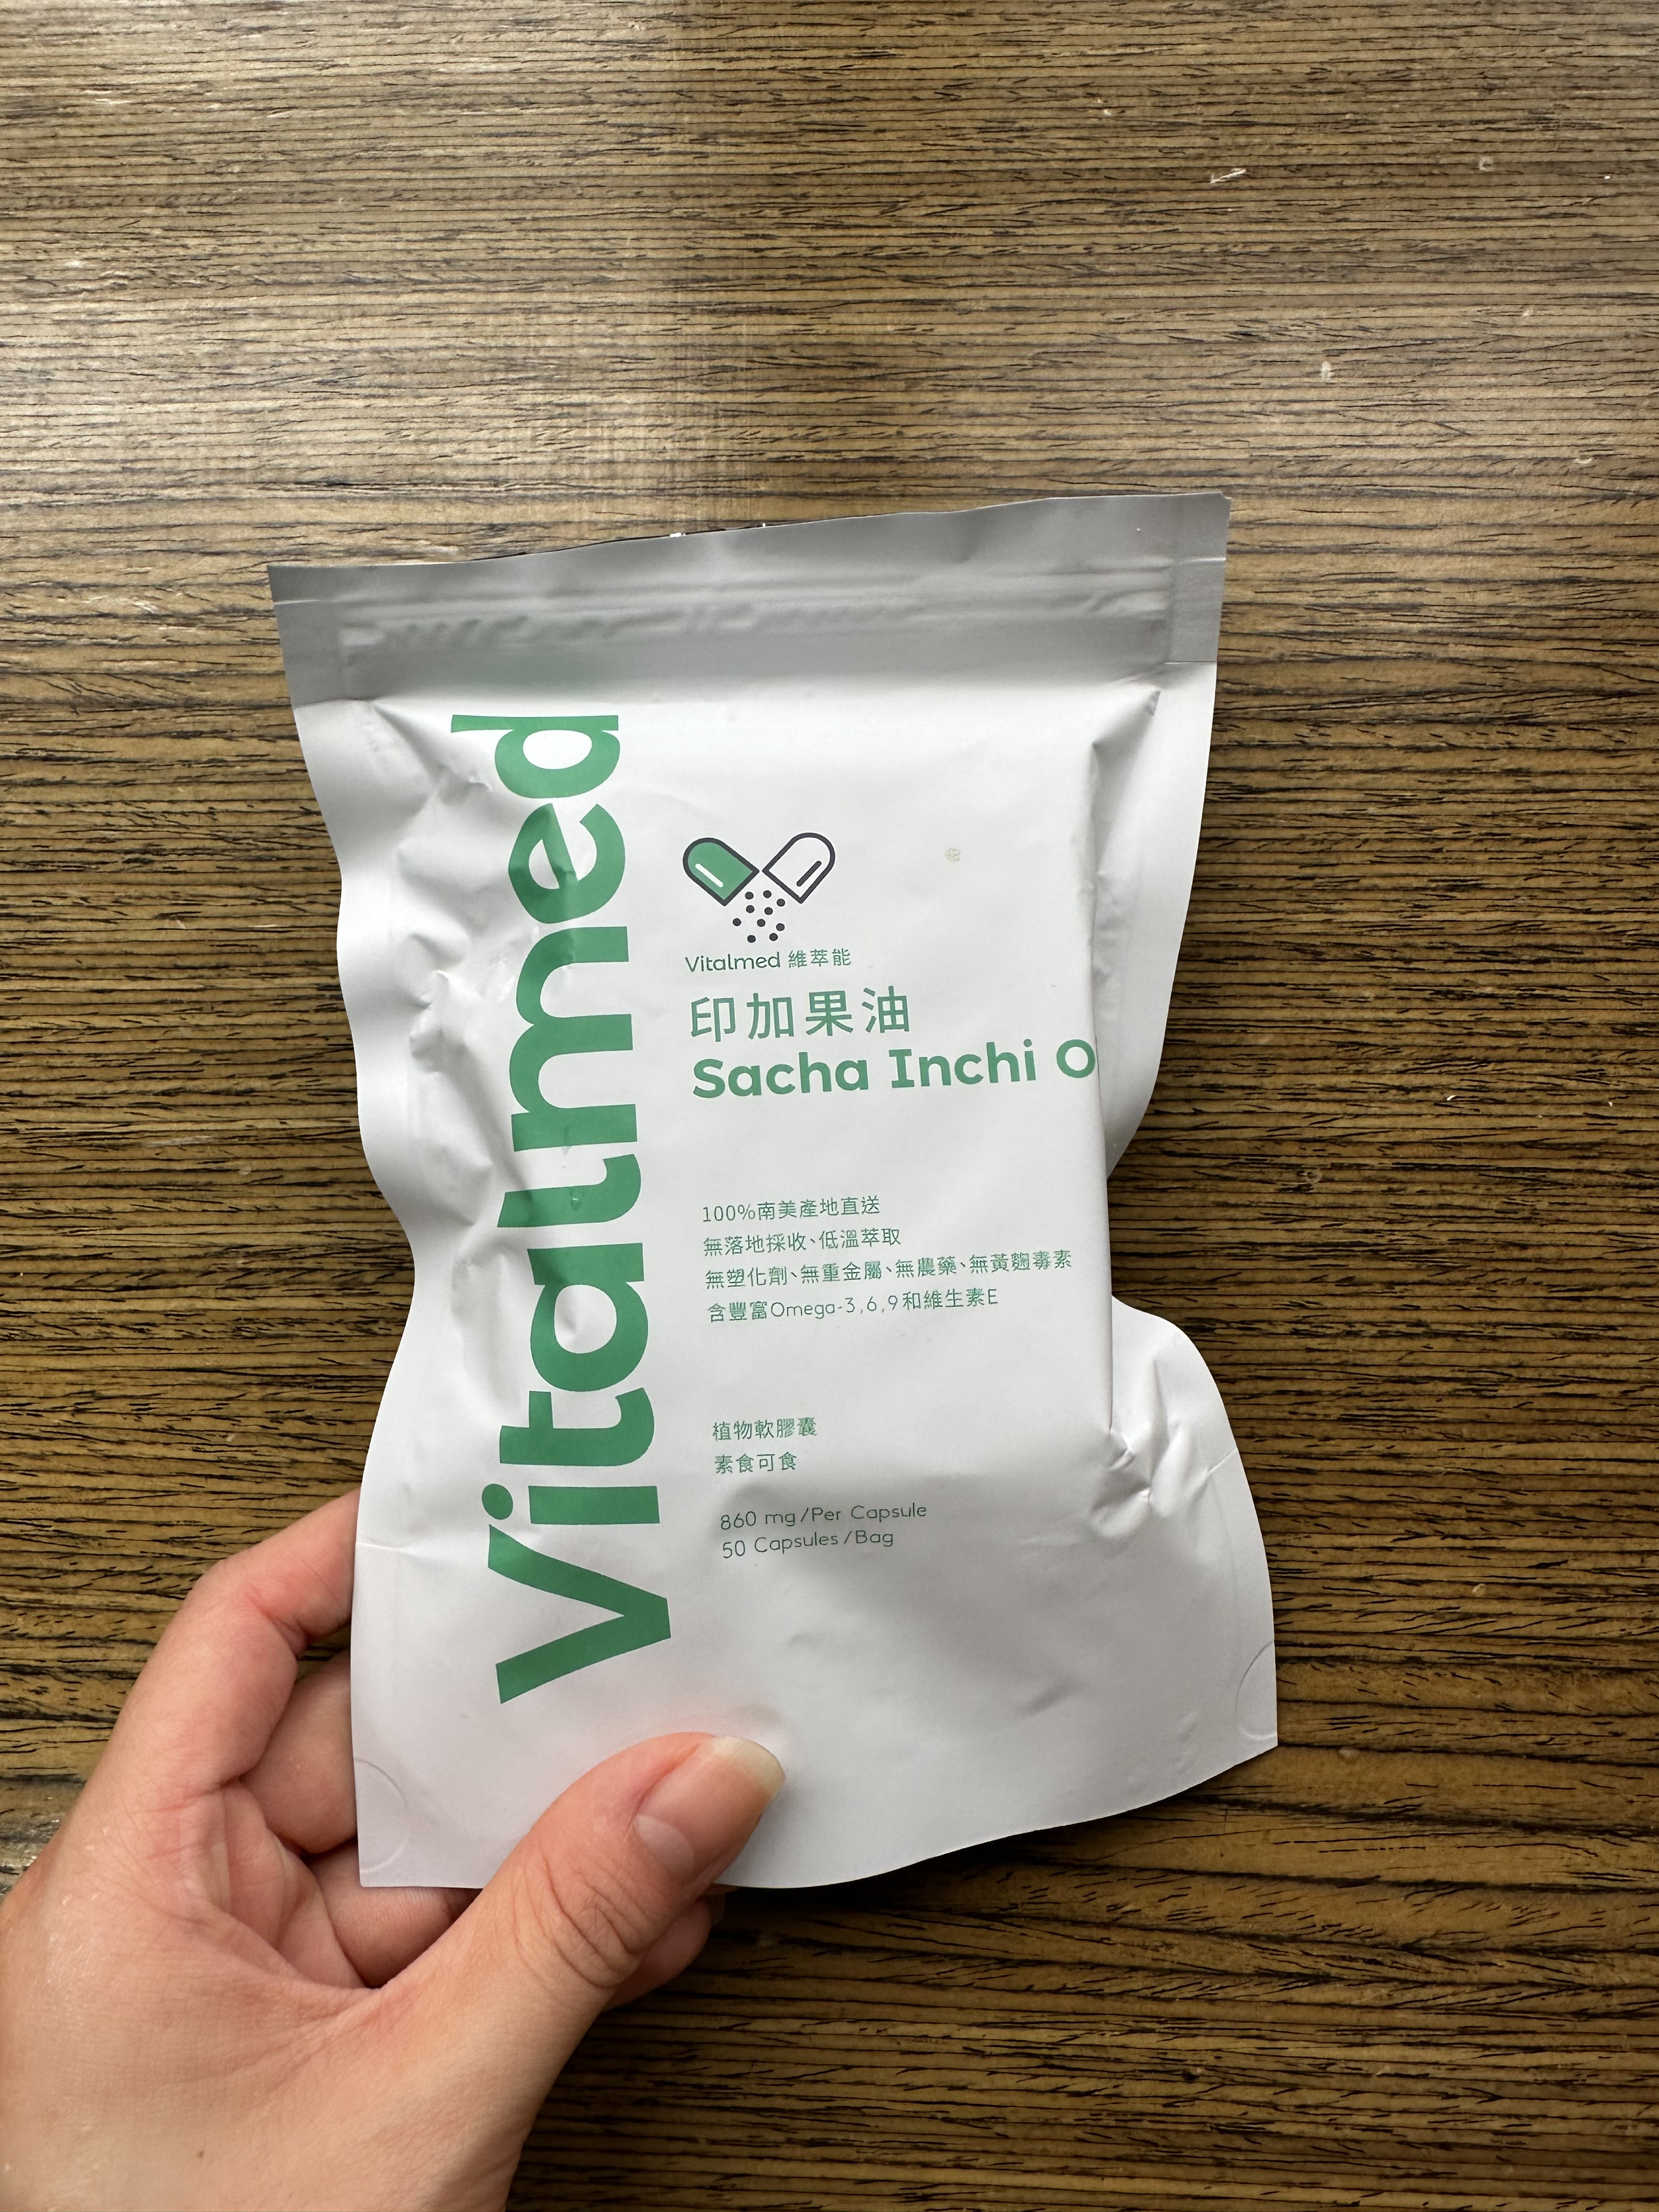 Vitalmed
Vitalmed 維萃能
印加果油
Sacha Inchi O
100%南美產地直送
無落地採收、低溫萃取
無塑化劑、無重金屬、無農藥、無黃麴毒素
含豐富Omega-3,6,9和維生素E
植物軟膠囊
素食可食
860 mg/Per Capsule
50 Capsules/Bag